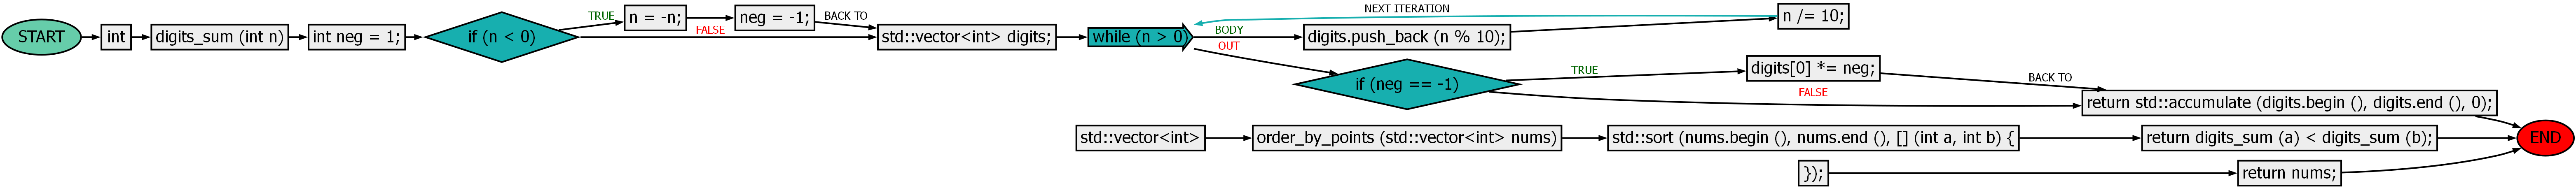 START
int
digits_sum (int n)
int neg = 1;
if (n < 0)
TRUE
n = -n;
neg = -1;
BACK TO
FALSE
std::vector<int> digits;
while (n > 0)
NEXT ITERATION
BODY
digits.push_back (n % 10);
n /= 10;
OUT
if (neg == -1)
TRUE
digits[0] *= neg;
BACK TO
FALSE
return std::accumulate (digits.begin (), digits.end (), 0);
std::vector<int>
order_by_points (std::vector<int> nums)
std::sort (nums.begin (), nums.end (), [] (int a, int b) {
return digits_sum (a) < digits_sum (b);
END
});
return nums;